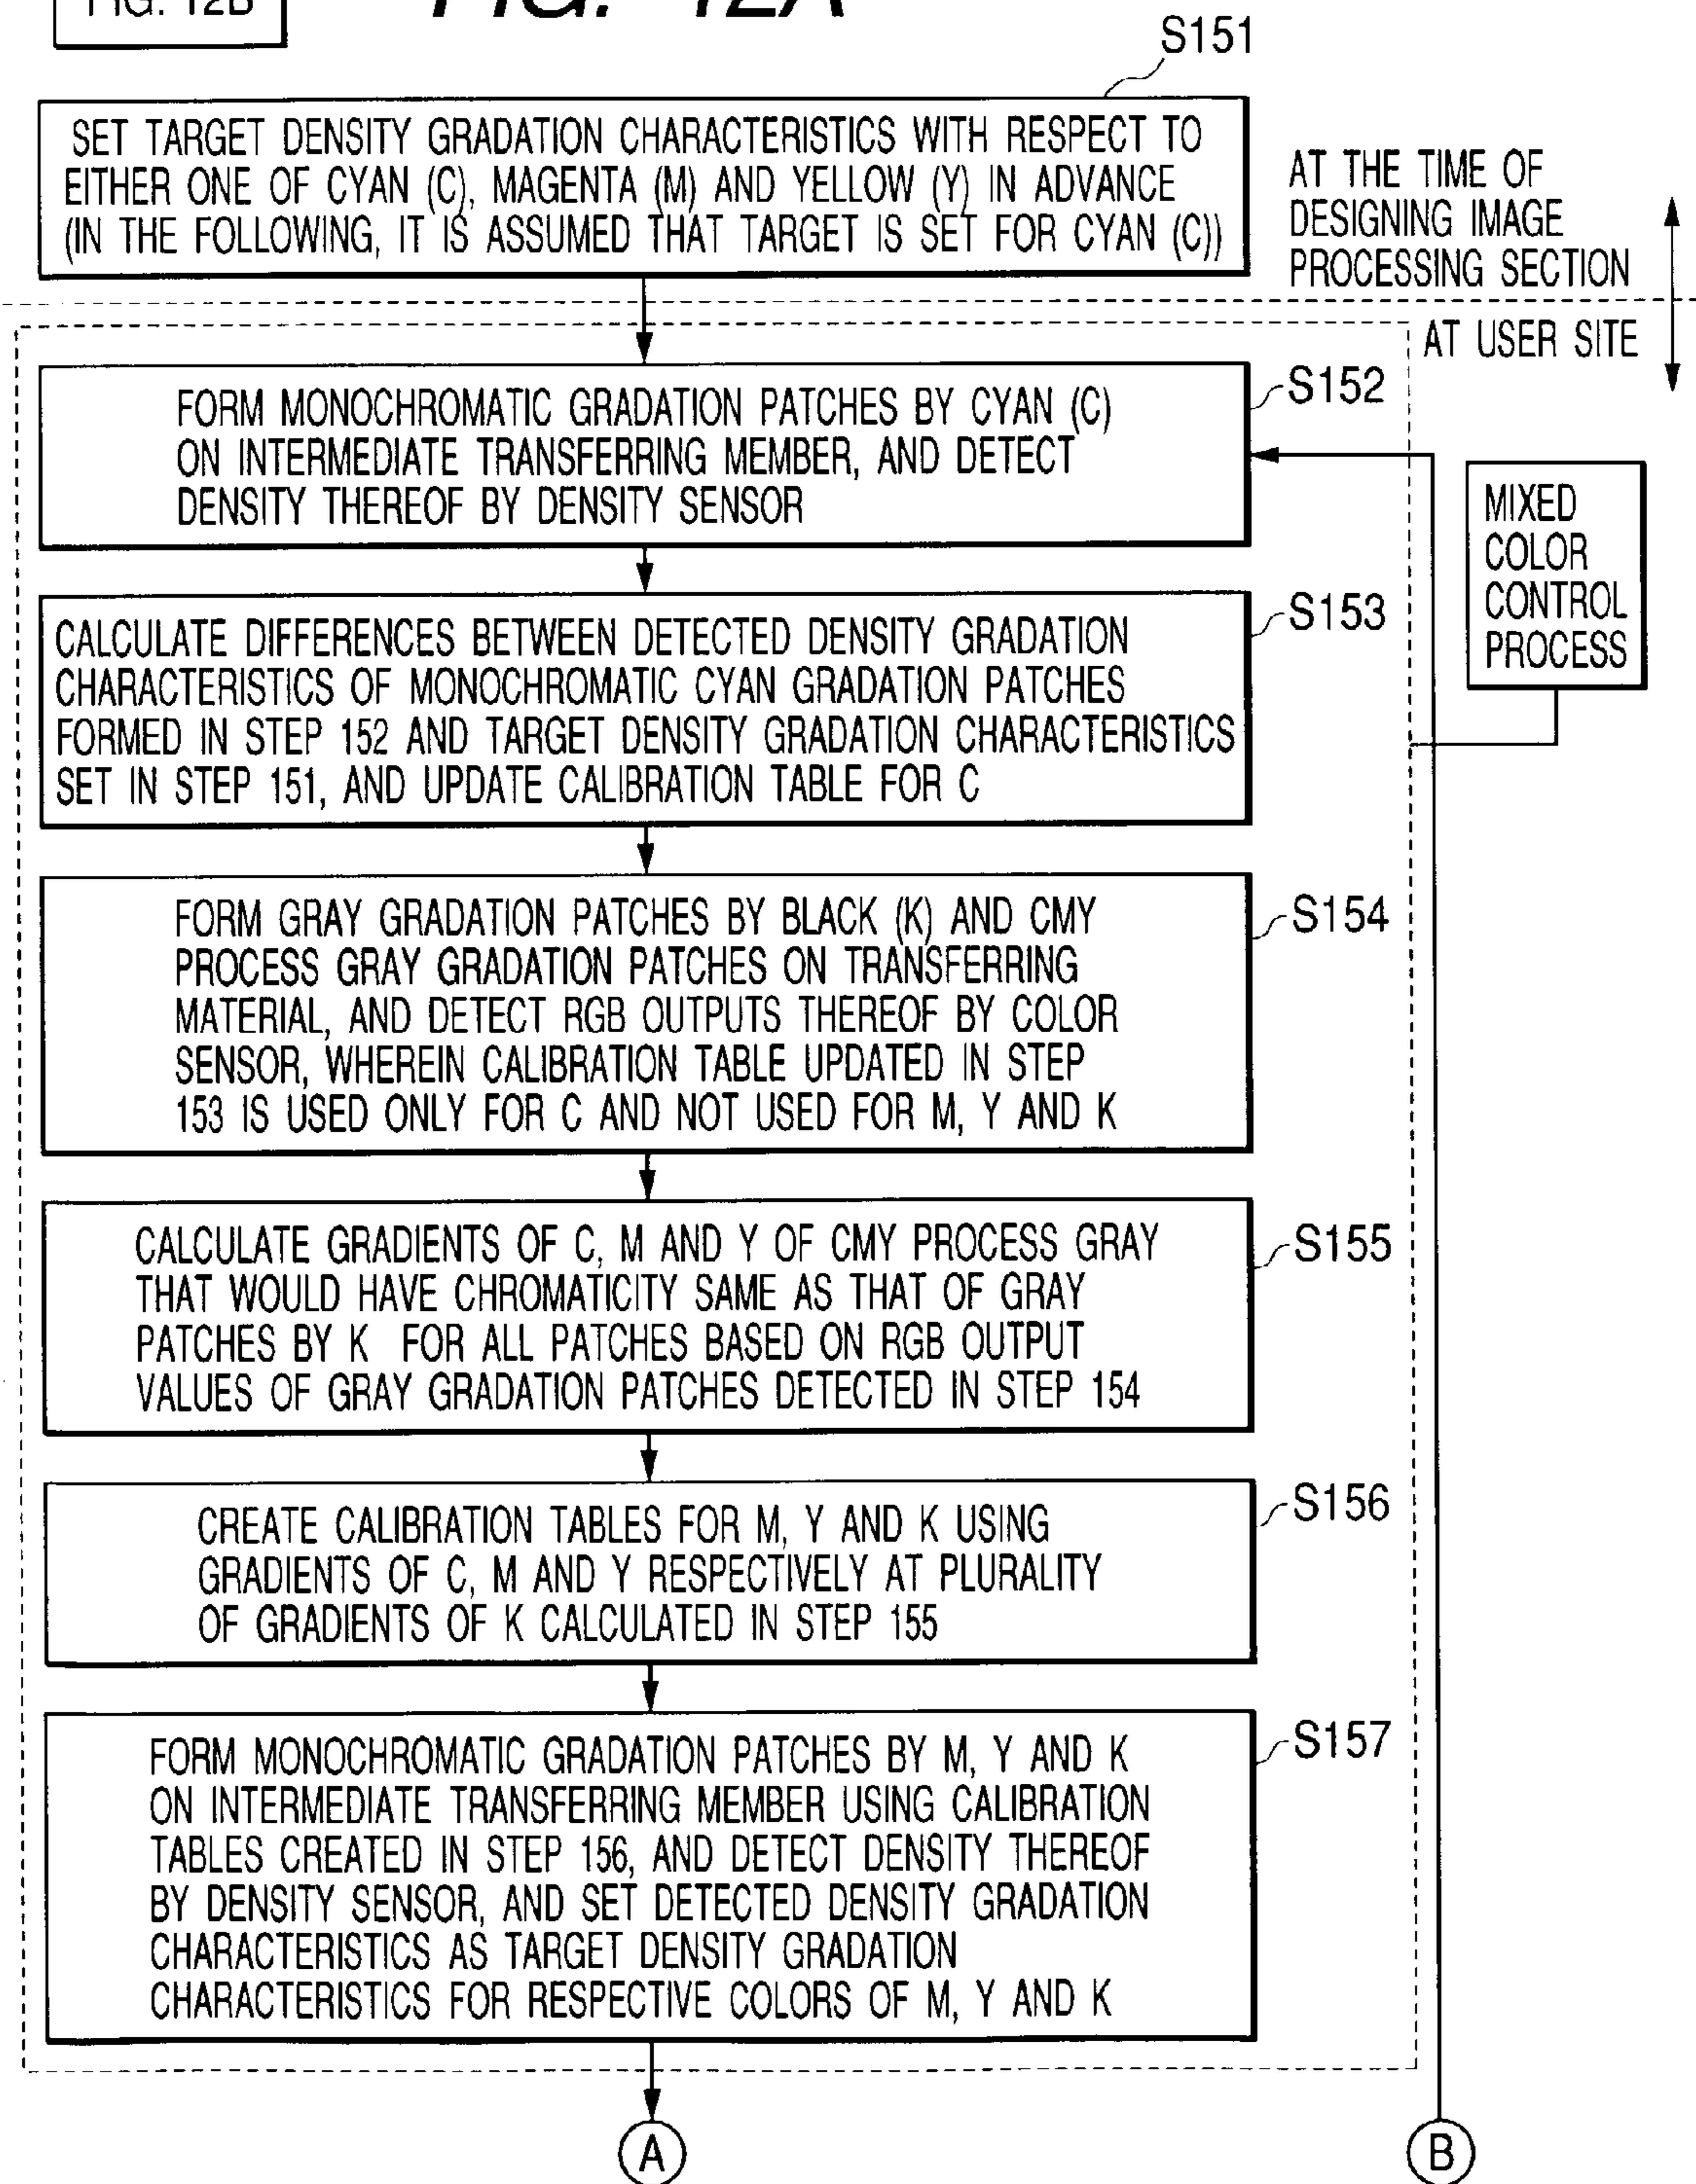 FIG. 12B
FIG. 12A
S151
SET TARGET DENSITY GRADATION CHARACTERISTICS WITH RESPECT TO
EITHER ONE OF CYAN (C), MAGENTA (M) AND YELLOW (Y) IN ADVANCE
(IN THE FOLLOWING, IT IS ASSUMED THAT TARGET IS SET FOR CYAN (C))
AT THE TIME OF
DESIGNING IMAGE
PROCESSING SECTION
AT USER SITE
S152
FORM MONOCHROMATIC GRADATION PATCHES BY CYAN (C)
ON INTERMEDIATE TRANSFERRING MEMBER, AND DETECT
DENSITY THEREOF BY DENSITY SENSOR
MIXED
COLOR
CONTROL
PROCESS
S153
CALCULATE DIFFERENCES BETWEEN DETECTED DENSITY GRADATION
CHARACTERISTICS OF MONOCHROMATIC CYAN GRADATION PATCHES
FORMED IN STEP 152 AND TARGET DENSITY GRADATION CHARACTERISTICS
SET IN STEP 151, AND UPDATE CALIBRATION TABLE FOR C
S154
FORM GRAY GRADATION PATCHES BY BLACK (K) AND CMY
PROCESS GRAY GRADATION PATCHES ON TRANSFERRING
MATERIAL, AND DETECT RGB OUTPUTS THEREOF BY COLOR
SENSOR, WHEREIN CALIBRATION TABLE UPDATED IN STEP
153 IS USED ONLY FOR C AND NOT USED FOR M, Y AND K
S155
CALCULATE GRADIENTS OF C, M AND Y OF CMY PROCESS GRAY
THAT WOULD HAVE CHROMATICITY SAME AS THAT OF GRAY
PATCHES BY K FOR ALL PATCHES BASED ON RGB OUTPUT
VALUES OF GRAY GRADATION PATCHES DETECTED IN STEP 154
S156
CREATE CALIBRATION TABLES FOR M, Y AND K USING
GRADIENTS OF C, M AND Y RESPECTIVELY AT PLURALITY
OF GRADIENTS OF K CALCULATED IN STEP 155
S157
FORM MONOCHROMATIC GRADATION PATCHES BY M, Y AND K
ON INTERMEDIATE TRANSFERRING MEMBER USING CALIBRATION
TABLES CREATED IN STEP 156, AND DETECT DENSITY THEREOF
BY DENSITY SENSOR, AND SET DETECTED DENSITY GRADATION
CHARACTERISTICS AS TARGET DENSITY GRADATION
CHARACTERISTICS FOR RESPECTIVE COLORS OF M, Y AND K
A
B